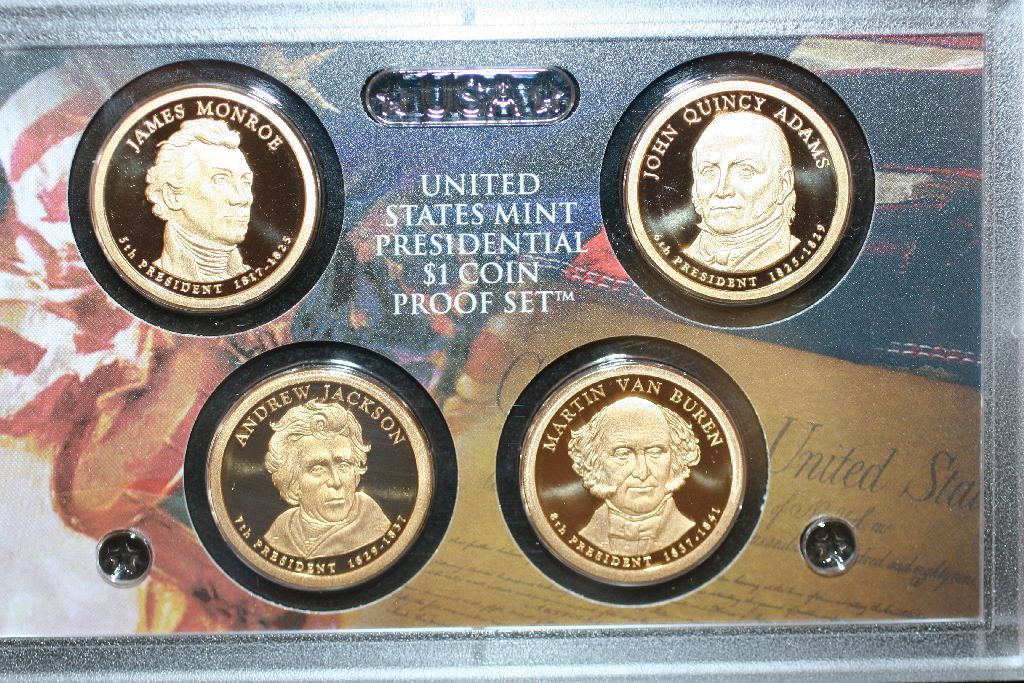 USA
JAMES MONROE
5th PRESIDENT 1817-1825
UNITED
STATES MINT
PRESIDENTIAL
$1 COIN
PROOF SET™
JOHN QUINCY ADAMS
6th PRESIDENT 1825-1829
ANDREW JACKSON
7th PRESIDENT 1829-1837
MARTIN VAN BUREN
8th PRESIDENT 1837-1841
United Sta